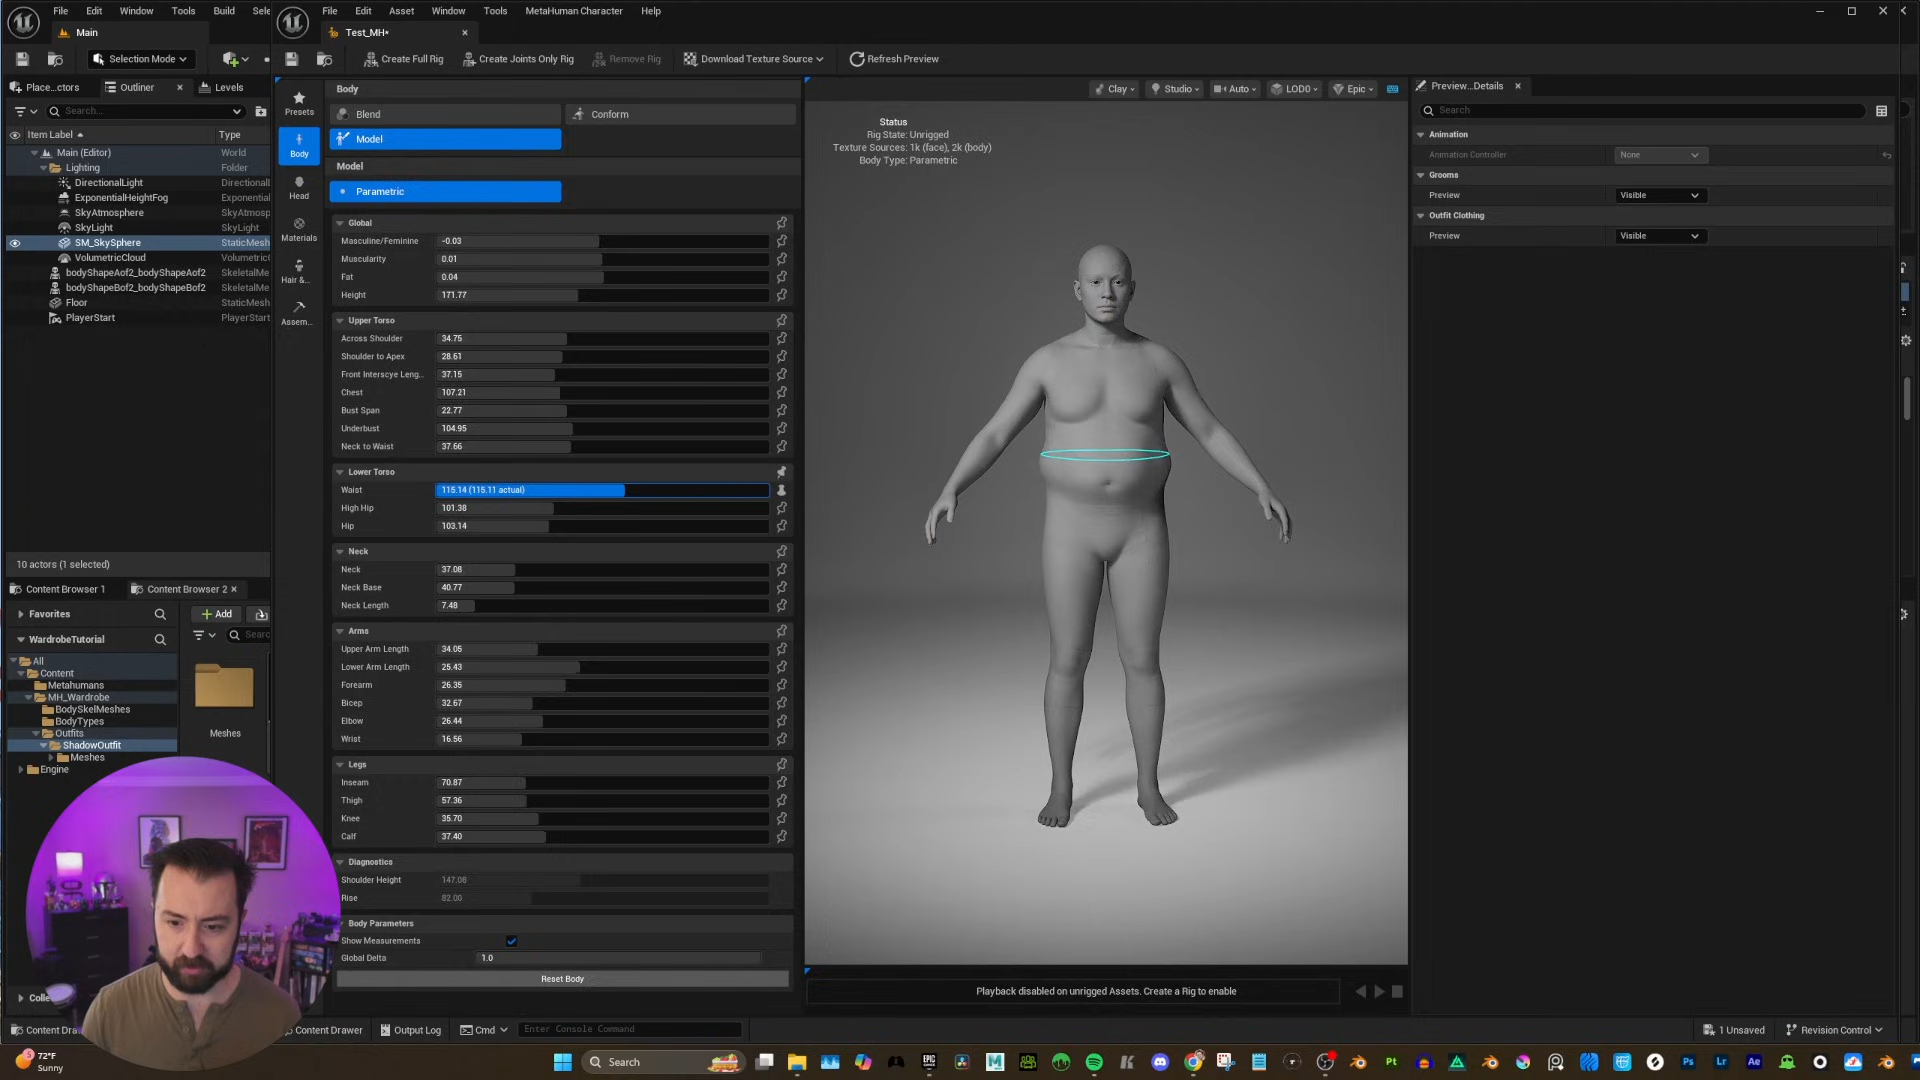 File Edit Window Tools Build Sele
File Edit Asset Window Tools MetaHuman Character Help
Main
Test_MH*
Selection Mode
Create Full Rig Create Joints Only Rig Remove Rig Download Texture Source Refresh Preview
Place...ctors Outliner Levels
Search...
Item Label Type
Main (Editor) World
Lighting Folder
DirectionalLight Directional
ExponentialHeightFog Exponential
SkyAtmosphere SkyAtmosp
SkyLight SkyLight
SM_SkySphere StaticMesh
VolumetricCloud Volumetric
bodyShapeAof2_bodyShapeAof2 SkeletalMe
bodyShapeBof2_bodyShapeBof2 SkeletalMe
Floor StaticMesh
PlayerStart PlayerStart
10 actors (1 selected)
Content Browser 1 Content Browser 2
Favorites
Add
WardrobeTutorial
Searc
All
Content
Metahumans
MH_Wardrobe
BodySkelMeshes
BodyTypes
Outfits
ShadowOutfit
Meshes
Engine
Meshes
Colle
Presets
Body
Head
Materials
Hair &...
Assem...
Body
Blend Conform
Model
Model
Parametric
Global
Masculine/Feminine -0.03
Muscularity 0.01
Fat 0.04
Height 171.77
Upper Torso
Across Shoulder 34.75
Shoulder to Apex 28.61
Front Interscye Leng... 37.15
Chest 107.21
Bust Span 22.77
Underbust 104.95
Neck to Waist 37.66
Lower Torso
Waist 115.14 (115.11 actual)
High Hip 101.38
Hip 103.14
Neck
Neck 37.08
Neck Base 40.77
Neck Length 7.48
Arms
Upper Arm Length 34.05
Lower Arm Length 25.43
Forearm 26.35
Bicep 32.67
Elbow 26.44
Wrist 16.56
Legs
Inseam 70.87
Thigh 57.36
Knee 35.70
Calf 37.40
Diagnostics
Shoulder Height 147.08
Rise 82.00
Body Parameters
Show Measurements
Global Delta 1.0
Reset Body
Clay Studio Auto LOD0 Epic
Status
Rig State: Unrigged
Texture Sources: 1k (face), 2k (body)
Body Type: Parametric
Playback disabled on unrigged Assets. Create a Rig to enable
Preview...Details
Search
Animation
Animation Controller None
Grooms
Preview Visible
Outfit Clothing
Preview Visible
Content Dra Content Drawer Output Log Cmd Enter Console Command 1 Unsaved Revision Control
72°F
Sunny
Search